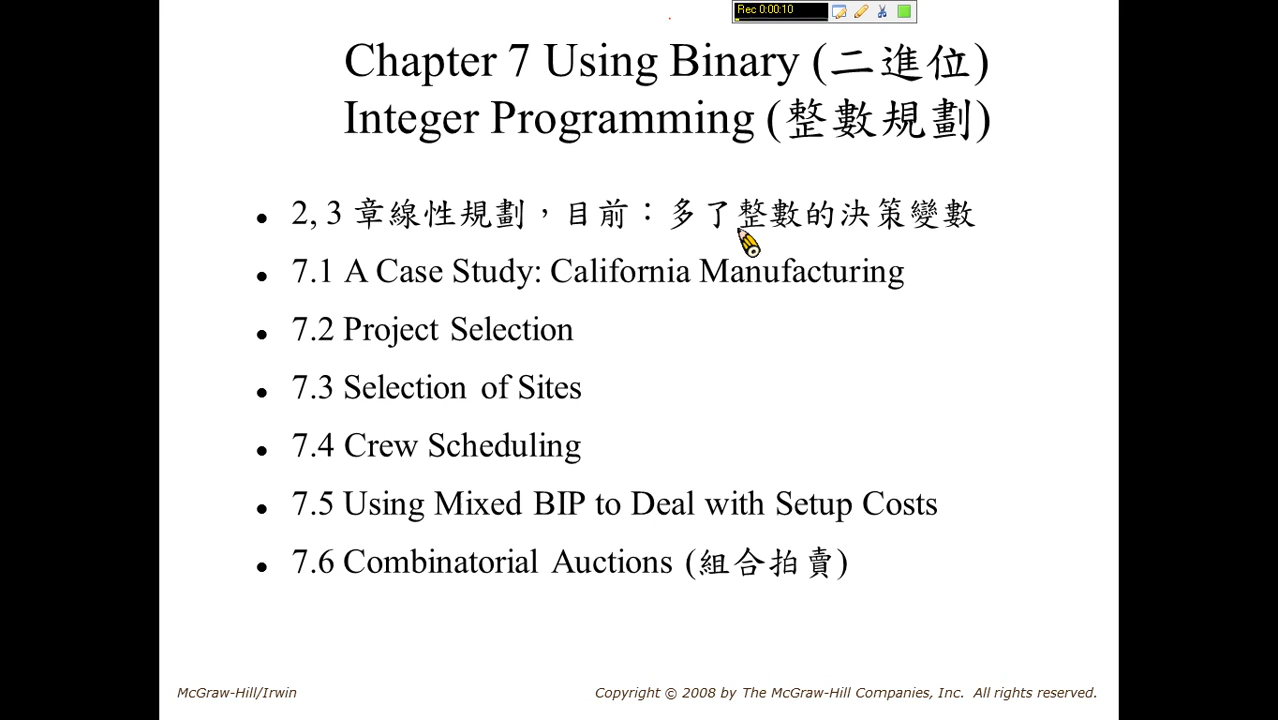 Rec 0:00:10
Chapter 7 Using Binary (二進位)
Integer Programming (整數規劃)
• 2, 3 章線性規劃，目前：多了整數的決策變數
• 7.1 A Case Study: California Manufacturing
• 7.2 Project Selection
• 7.3 Selection of Sites
• 7.4 Crew Scheduling
• 7.5 Using Mixed BIP to Deal with Setup Costs
• 7.6 Combinatorial Auctions (組合拍賣)
McGraw-Hill/Irwin
Copyright © 2008 by The McGraw-Hill Companies, Inc. All rights reserved.